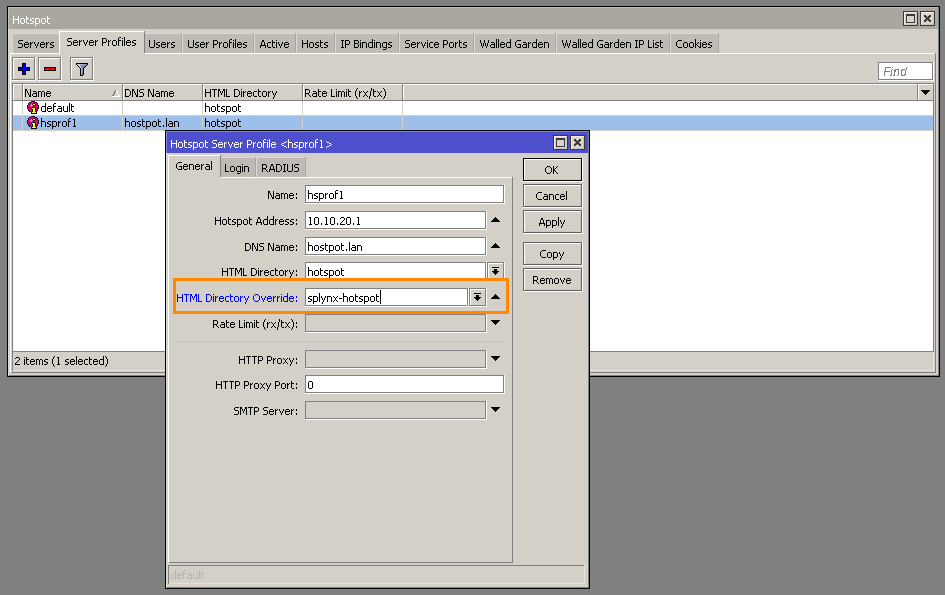 Hotspot
Servers Server Profiles Users User Profiles Active Hosts IP Bindings Service Ports Walled Garden Walled Garden IP List Cookies
Find
Name DNS Name HTML Directory Rate Limit (rx/tx)
default hotspot
hsprof1 hostpot.lan hotspot
Hotspot Server Profile <hsprof1>
General Login RADIUS
OK
Name: hsprof1
Cancel
Hotspot Address: 10.10.20.1
Apply
DNS Name: hostpot.lan
Copy
HTML Directory: hotspot
Remove
HTML Directory Override: splynx-hotspot
Rate Limit (rx/tx):
HTTP Proxy:
2 items (1 selected)
HTTP Proxy Port: 0
SMTP Server:
default